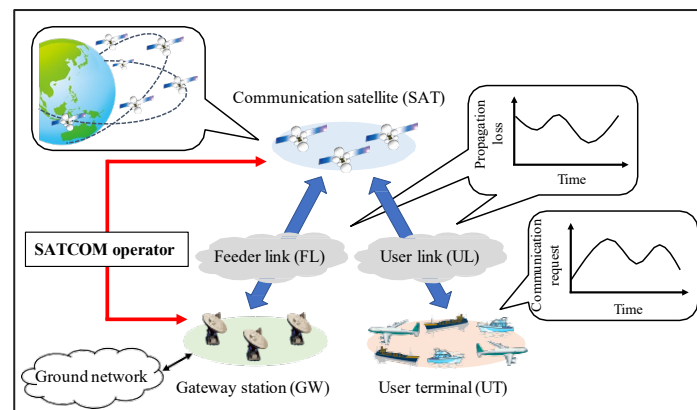 Communication satellite (SAT)
Propagation
loss
Time
SATCOM operator
Feeder link (FL)
User link (UL)
Communication
request
Time
Ground network
Gateway station (GW)
User terminal (UT)